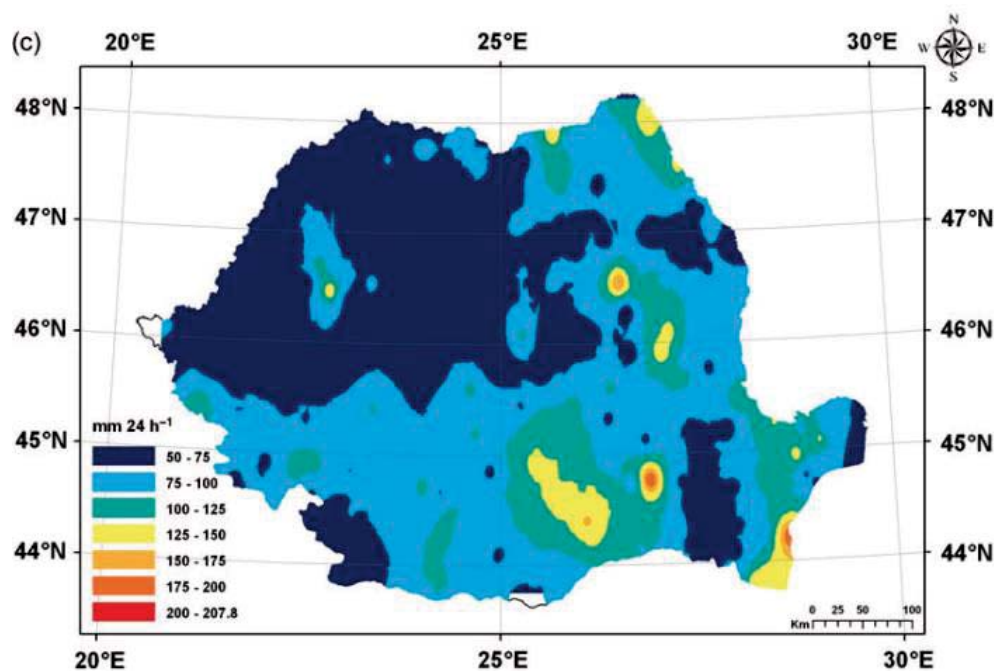 (c)
20°E 25°E 30°E
N
W E
S
48°N 48°N
47°N 47°N
46°N 46°N
45°N 45°N
44°N 44°N
mm 24 h⁻¹
50 - 75
75 - 100
100 - 125
125 - 150
150 - 175
175 - 200
200 - 207.8
0 25 50 100
Km
20°E 25°E 30°E